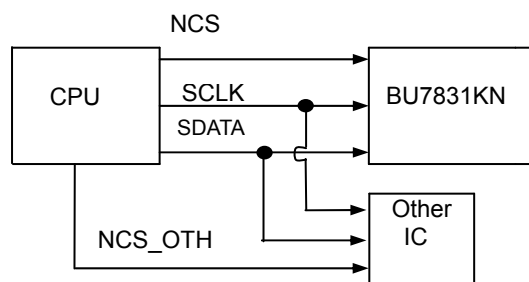 NCS
CPU
SCLK
BU7831KN
SDATA
Other
IC
NCS_OTH